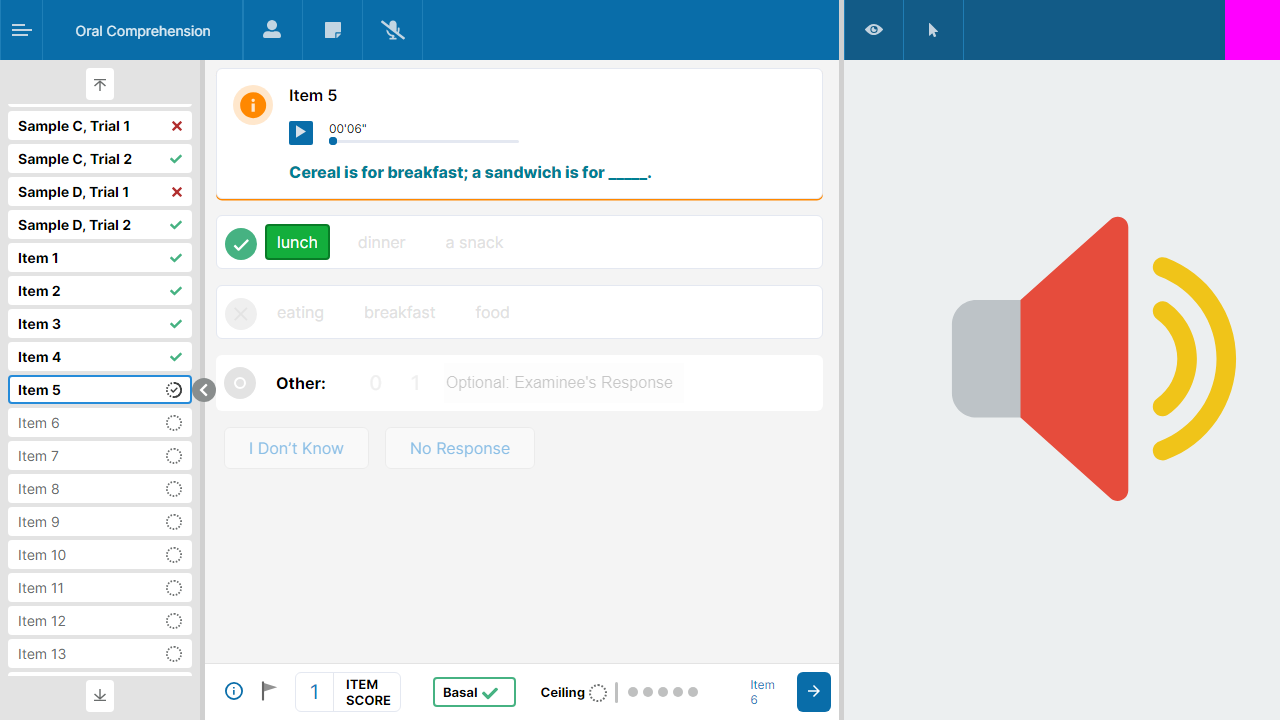 Oral Comprehension
Sample C, Trial 1
Sample C, Trial 2
Sample D, Trial 1
Sample D, Trial 2
Item 1
Item 2
Item 3
Item 4
Item 5
Item 6
Item 7
Item 8
Item 9
Item 10
Item 11
Item 12
Item 13
Item 5
00'06"
Cereal is for breakfast; a sandwich is for _____.
lunch dinner a snack
eating breakfast food
Other: 0 1 Optional: Examinee's Response
I Don't Know No Response
1 ITEM SCORE
Basal
Ceiling
Item 6